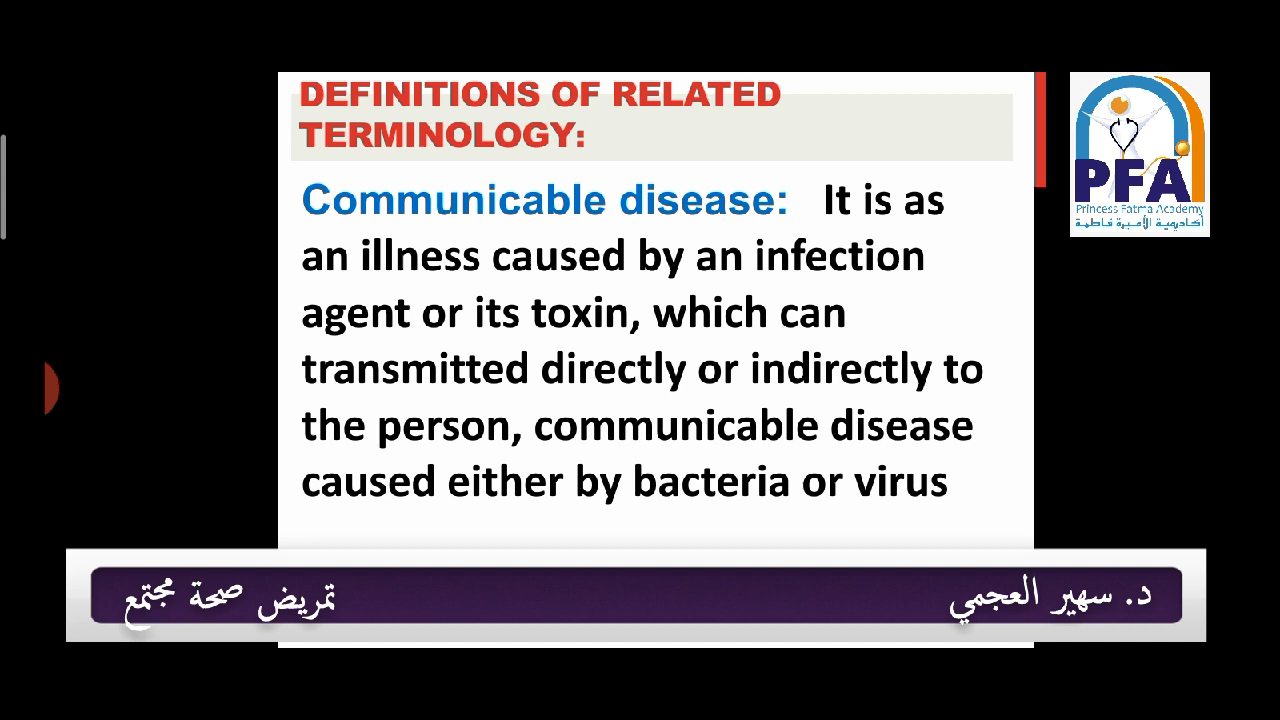 DEFINITIONS OF RELATED
TERMINOLOGY:
Communicable disease: It is as
an illness caused by an infection
agent or its toxin, which can
transmitted directly or indirectly to
the person, communicable disease
caused either by bacteria or virus
PFA
Princess Fatma Academy
أكاديمية الأميرة فاطمة
د. سهير العجمي
تمريض صحة مجتمع